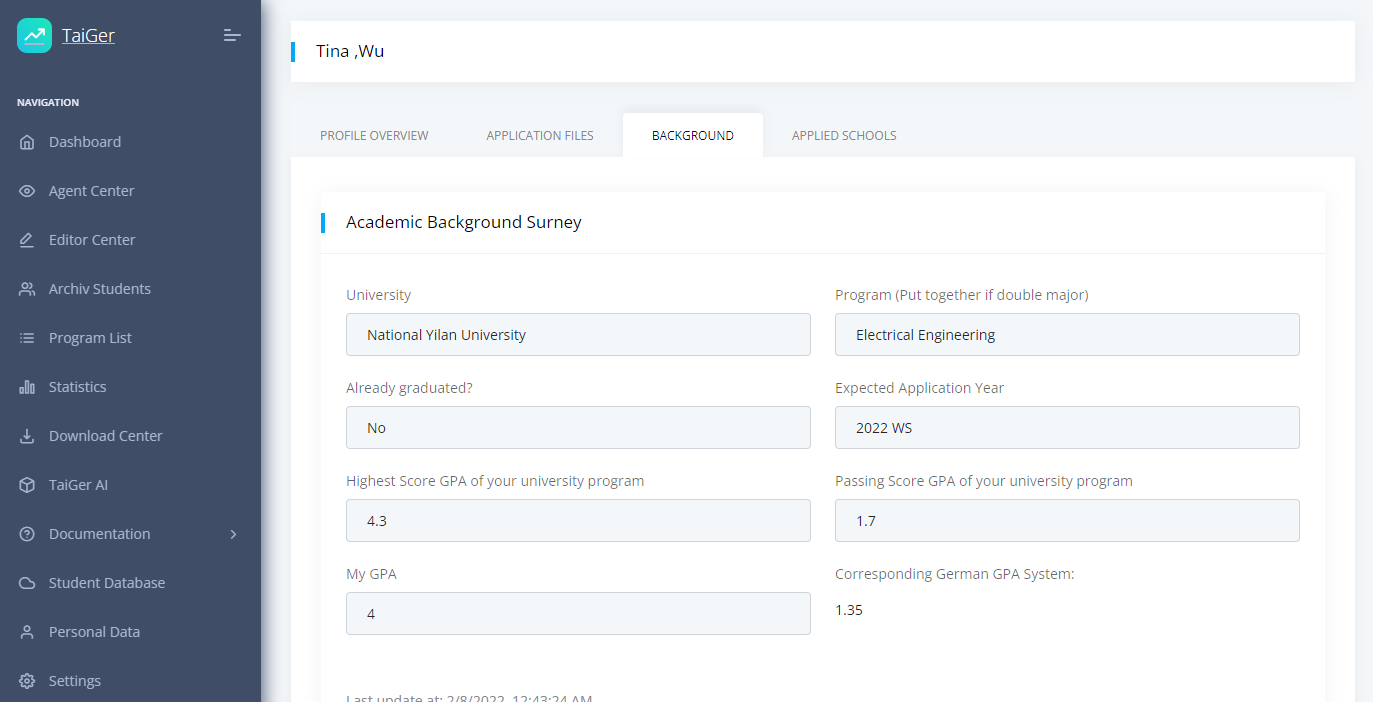 TaiGer
NAVIGATION
Dashboard
Agent Center
Editor Center
Archiv Students
Program List
Statistics
Download Center
TaiGer AI
Documentation
Student Database
Personal Data
Settings
Tina ,Wu
PROFILE OVERVIEW APPLICATION FILES BACKGROUND APPLIED SCHOOLS
Academic Background Surney
University Program (Put together if double major)
National Yilan University Electrical Engineering
Already graduated? Expected Application Year
No 2022 WS
Highest Score GPA of your university program Passing Score GPA of your university program
4.3 1.7
My GPA Corresponding German GPA System:
4 1.35
Last update at: 2/8/2022, 12:43:24 AM